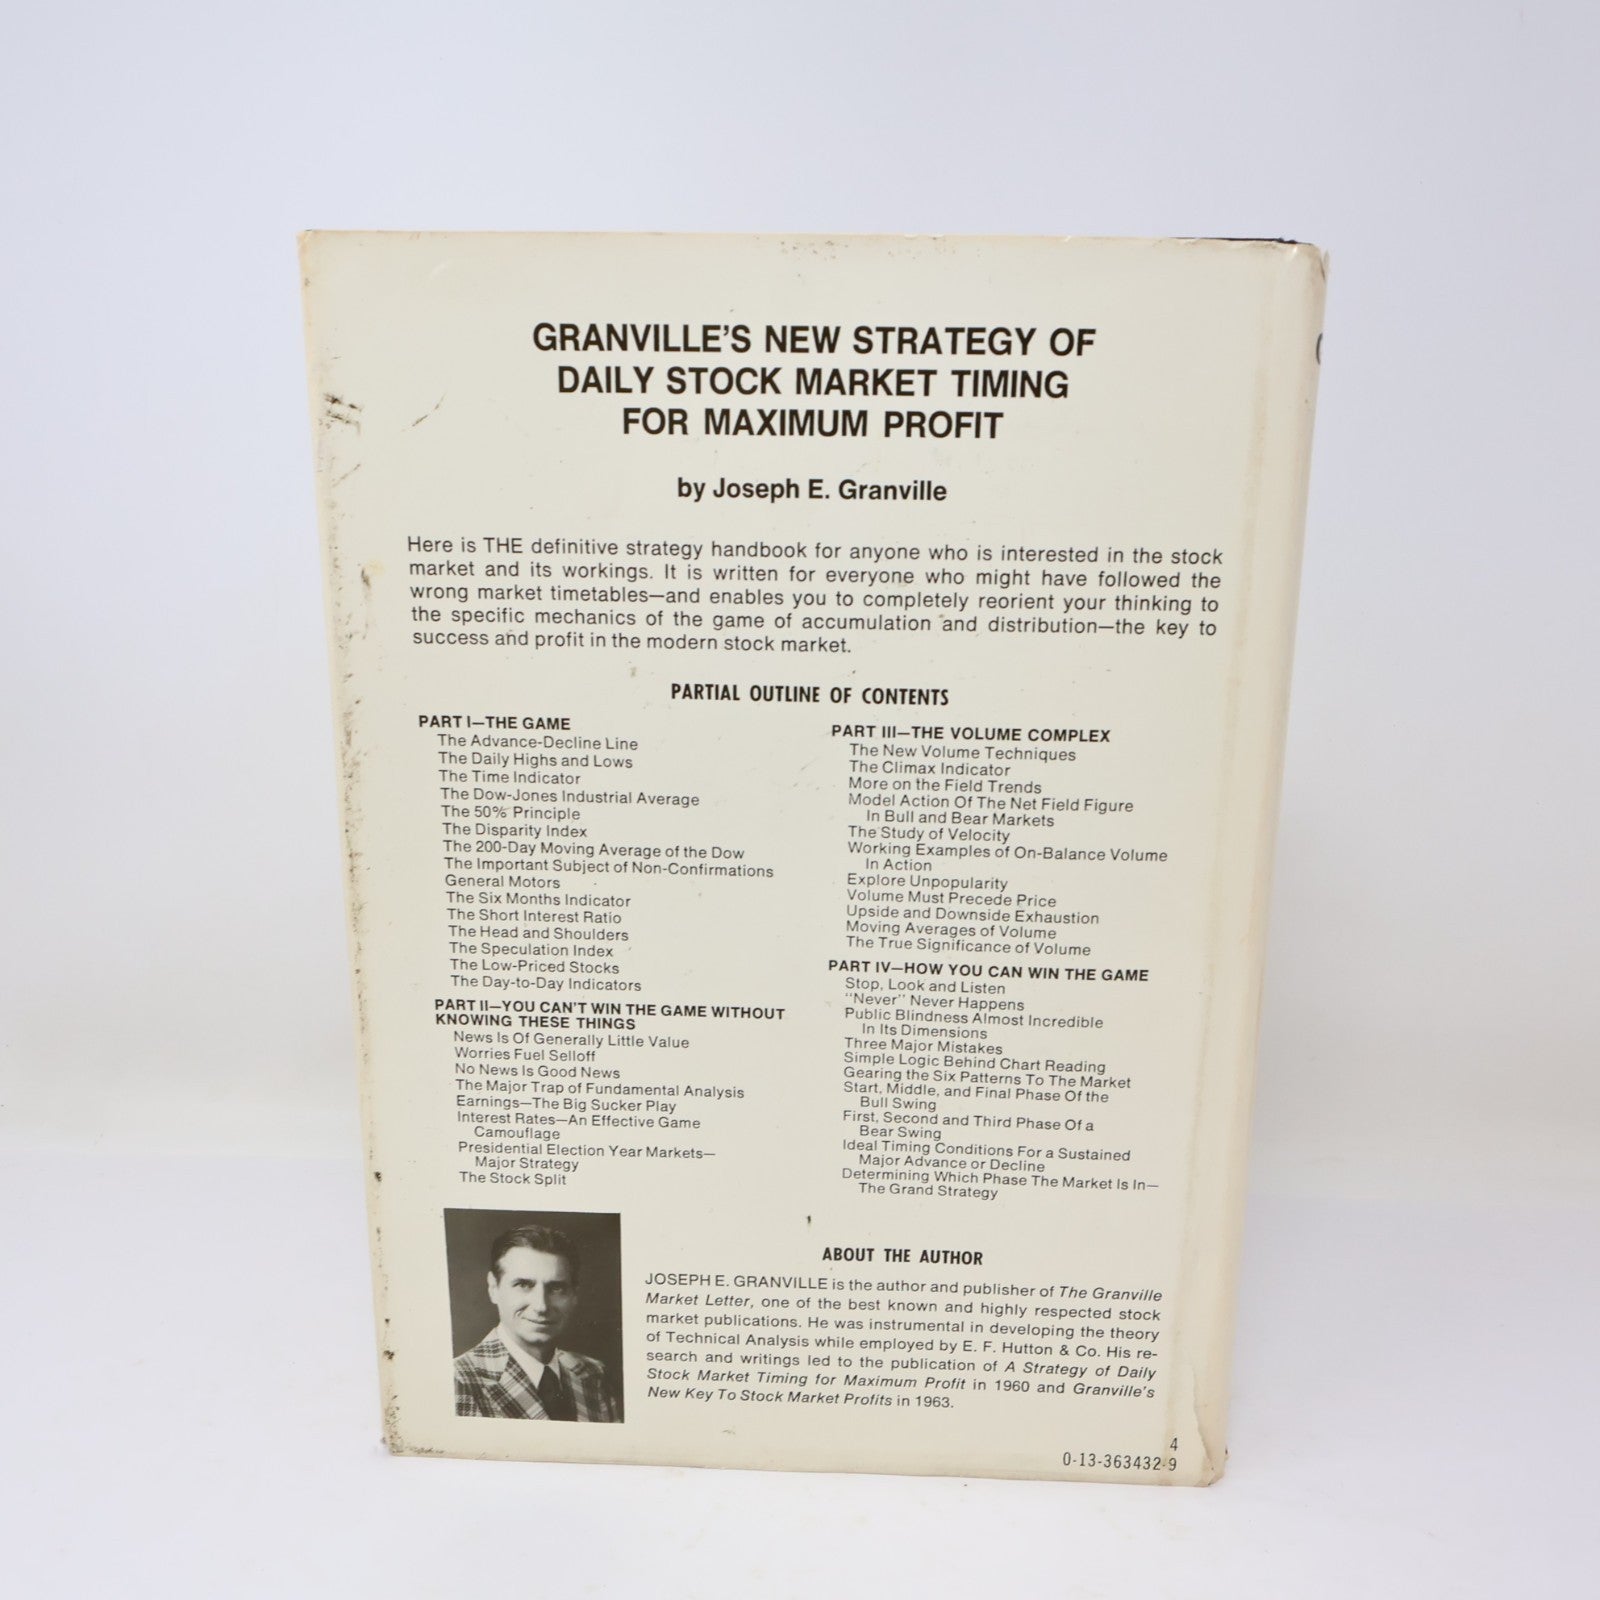 GRANVILLE'S NEW STRATEGY OF
DAILY STOCK MARKET TIMING
FOR MAXIMUM PROFIT
by Joseph E. Granville
Here is THE definitive strategy handbook for anyone who is interested in the stock
market and its workings. It is written for everyone who might have followed the
wrong market timetables—and enables you to completely reorient your thinking to
the specific mechanics of the game of accumulation and distribution—the key to
success and profit in the modern stock market.
PARTIAL OUTLINE OF CONTENTS
PART I—THE GAME
The Advance-Decline Line
The Daily Highs and Lows
The Time Indicator
The Dow-Jones Industrial Average
The 50% Principle
The Disparity Index
The 200-Day Moving Average of the Dow
The Important Subject of Non-Confirmations
General Motors
The Six Months Indicator
The Short Interest Ratio
The Head and Shoulders
The Speculation Index
The Low-Priced Stocks
The Day-to-Day Indicators
PART II—YOU CAN'T WIN THE GAME WITHOUT
KNOWING THESE THINGS
News Is Of Generally Little Value
Worries Fuel Selloff
No News Is Good News
The Major Trap of Fundamental Analysis
Earnings—The Big Sucker Play
Interest Rates—An Effective Game
Camouflage
Presidential Election Year Markets—
Major Strategy
The Stock Split
PART III—THE VOLUME COMPLEX
The New Volume Techniques
The Climax Indicator
More on the Field Trends
Model Action Of The Net Field Figure
In Bull and Bear Markets
The Study of Velocity
Working Examples of On-Balance Volume
In Action
Explore Unpopularity
Volume Must Precede Price
Upside and Downside Exhaustion
Moving Averages of Volume
The True Significance of Volume
PART IV—HOW YOU CAN WIN THE GAME
Stop, Look and Listen
"Never" Never Happens
Public Blindness Almost Incredible
In Its Dimensions
Three Major Mistakes
Simple Logic Behind Chart Reading
Gearing the Six Patterns To The Market
Start, Middle, and Final Phase Of the
Bull Swing
First, Second and Third Phase Of a
Bear Swing
Ideal Timing Conditions For a Sustained
Major Advance or Decline
Determining Which Phase The Market Is In—
The Grand Strategy
ABOUT THE AUTHOR
JOSEPH E. GRANVILLE is the author and publisher of The Granville
Market Letter, one of the best known and highly respected stock
market publications. He was instrumental in developing the theory
of Technical Analysis while employed by E. F. Hutton & Co. His re-
search and writings led to the publication of A Strategy of Daily
Stock Market Timing for Maximum Profit in 1960 and Granville's
New Key To Stock Market Profits in 1963.
4
0-13-363432-9